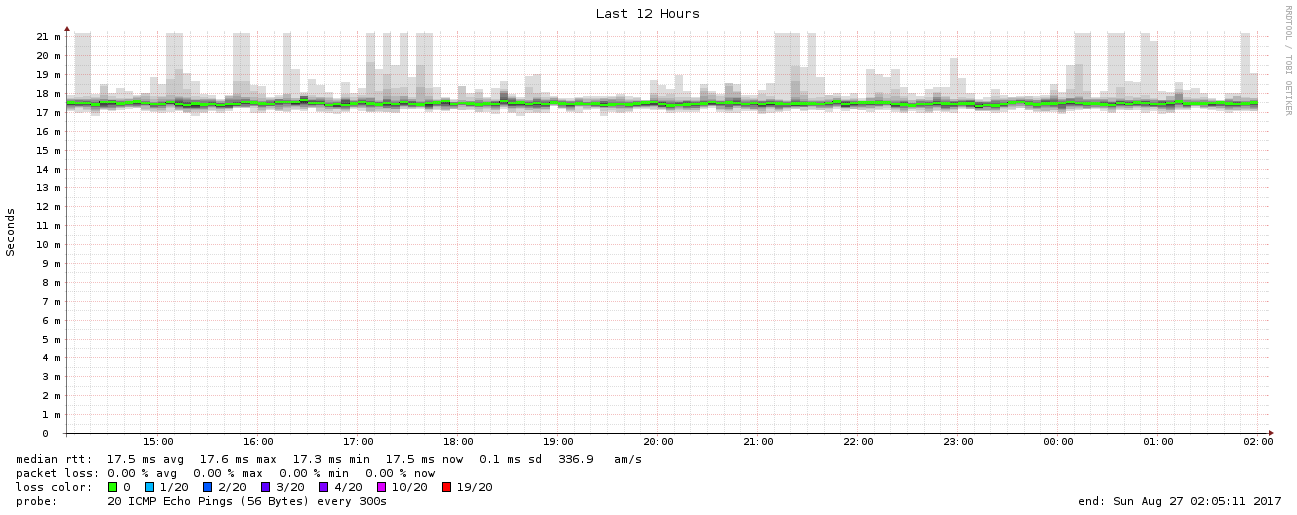 Last 12 Hours
RRDTOOL / TOBI OETIKER
Seconds
21 m
20 m
19 m
18 m
17 m
16 m
15 m
14 m
13 m
12 m
11 m
10 m
9 m
8 m
7 m
6 m
5 m
4 m
3 m
2 m
1 m
0
15:00 16:00 17:00 18:00 19:00 20:00 21:00 22:00 23:00 00:00 01:00 02:00
median rtt: 17.5 ms avg 17.6 ms max 17.3 ms min 17.5 ms now 0.1 ms sd 336.9 am/s
packet loss: 0.00 % avg 0.00 % max 0.00 % min 0.00 % now
loss color: 0 1/20 2/20 3/20 4/20 10/20 19/20
probe: 20 ICMP Echo Pings (56 Bytes) every 300s end: Sun Aug 27 02:05:11 2017